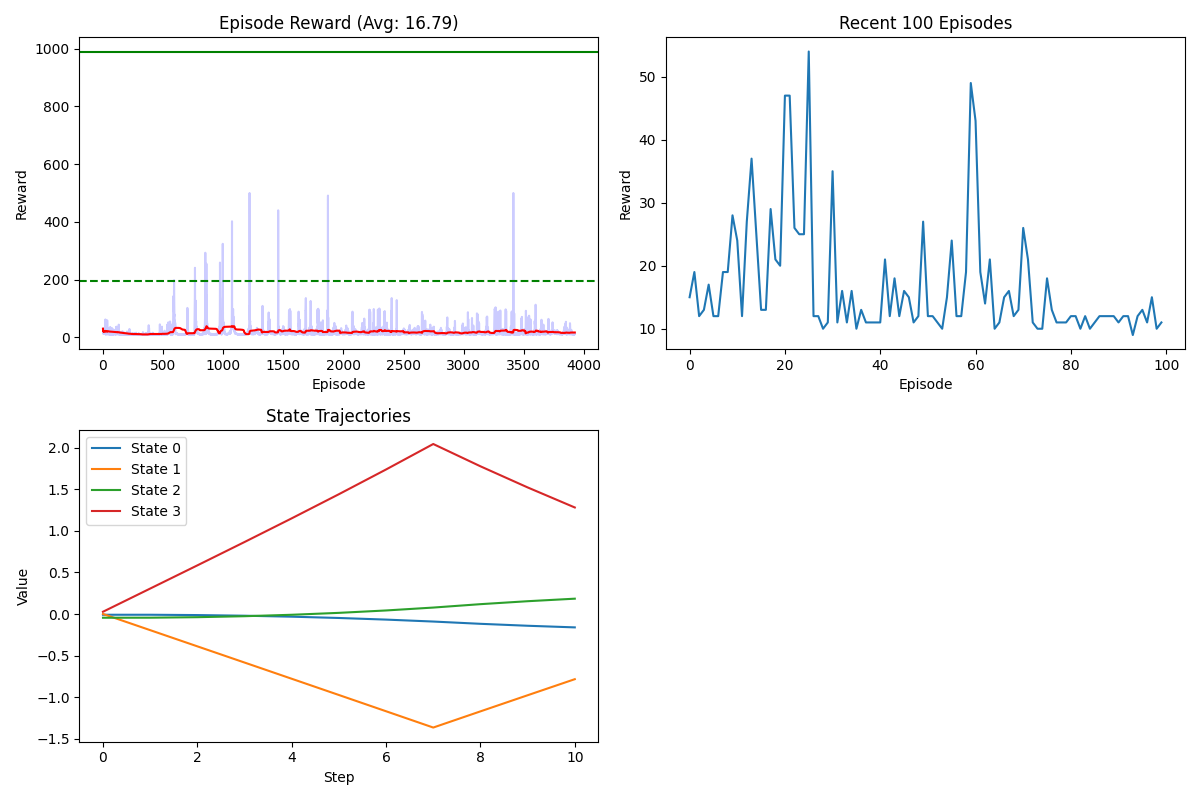 Episode Reward (Avg: 16.79)
1000
800
600
400
200
0
Reward
0 500 1000 1500 2000 2500 3000 3500 4000
Episode
Recent 100 Episodes
50
40
30
20
10
Reward
0 20 40 60 80 100
Episode
State Trajectories
State 0
State 1
State 2
State 3
2.0
1.5
1.0
0.5
0.0
−0.5
−1.0
−1.5
Value
0 2 4 6 8 10
Step